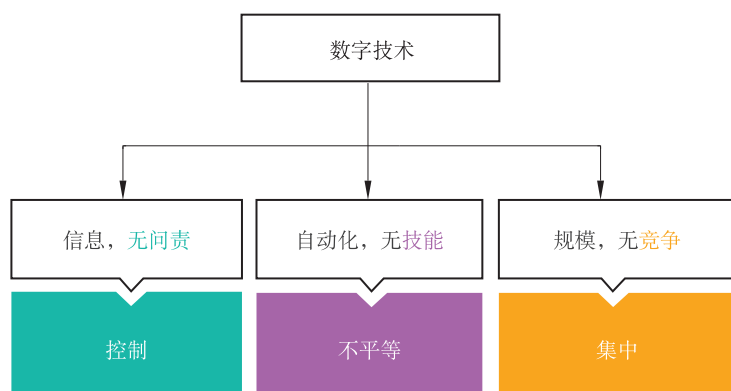 数字技术
信息，无问责
自动化，无技能
规模，无竞争
控制
不平等
集中